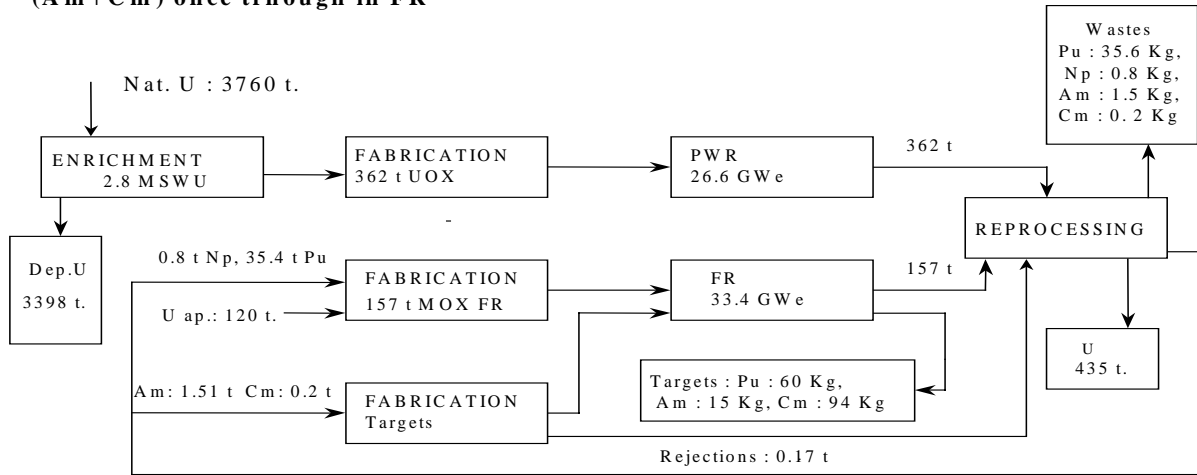 (Am+Cm) once trhough in FR
Nat. U : 3760 t.
Wastes
Pu : 35.6 Kg,
Np : 0.8 Kg,
Am : 1.5 Kg,
Cm : 0.2 Kg
ENRICHMENT
2.8 MSWU
FABRICATION
362 t UOX
PWR
26.6 GWe
362 t
REPROCESSING
Dep.U
3398 t.
0.8 t Np, 35.4 t Pu
U ap.: 120 t.
FABRICATION
157 t MOX FR
FR
33.4 GWe
157 t
U
435 t.
Am: 1.51 t Cm: 0.2 t
FABRICATION
Targets
Targets : Pu : 60 Kg,
Am : 15 Kg, Cm : 94 Kg
Rejections : 0.17 t